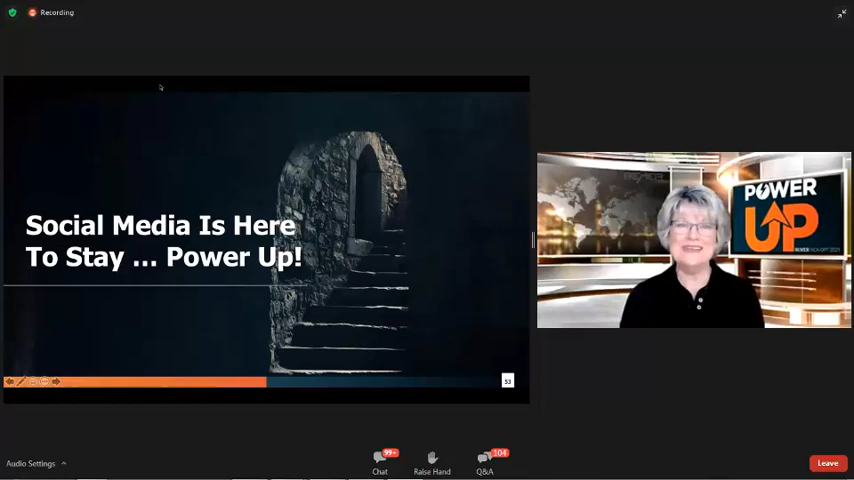 Recording
Social Media Is Here
To Stay ... Power Up!
53
POWER
UP
Audio Settings
99+
Chat
Raise Hand
104
Q&A
Leave